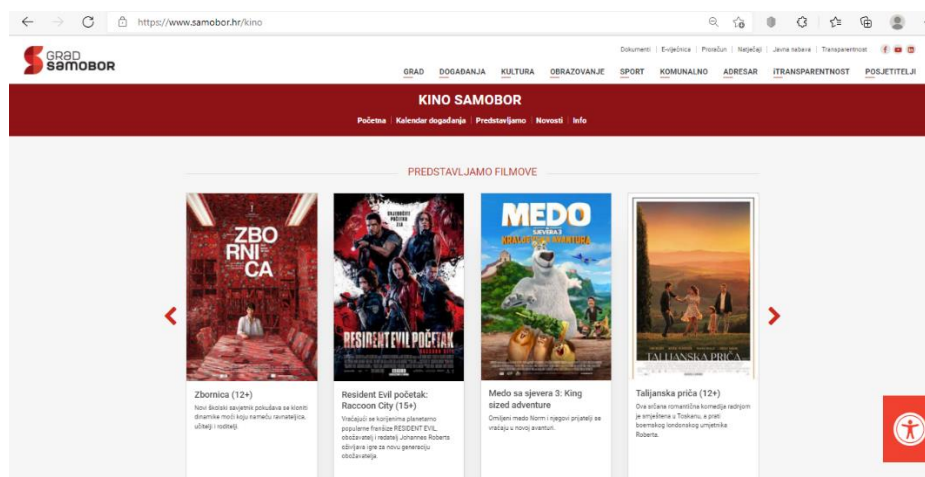 https://www.samobor.hr/kino
GRAD
SAMOBOR
Dokumenti | E-vijećnica | Proračun | Natječaji | Javna nabava | Transparentnost
GRAD DOGAĐANJA KULTURA OBRAZOVANJE SPORT KOMUNALNO ADRESAR iTRANSPARENTNOST POSJETITELJI
KINO SAMOBOR
Početna | Kalendar događanja | Predstavljamo | Novosti | Info
PREDSTAVLJAMO FILMOVE
ZBO
RNI
CA
RESIDENT EVIL POČETAK
RACCOON CITY
MEDO
SJEVERA 3
KRALJEVSKA AVANTURA
TALIJANSKA PRIČA
Zbornica (12+)
Novi školski savjetnik pokušava se kloniti
dinamike moći koju nameću ravnateljica,
učitelji i roditelji.
Resident Evil početak:
Raccoon City (15+)
Vraćajući se korijenima planetarno
popularne franšize RESIDENT EVIL,
obožavatelj i redatelj Johannes Roberts
oživljava igre za novu generaciju
obožavatelja.
Medo sa sjevera 3: King
sized adventure
Omiljeni medo Norm i njegovi prijatelji se
vraćaju u novoj avanturi.
Talijanska priča (12+)
Ova srčana romantična komedija radnjom
je smještena u Toskanu, a prati
boemskog londonskog umjetnika
Roberta.